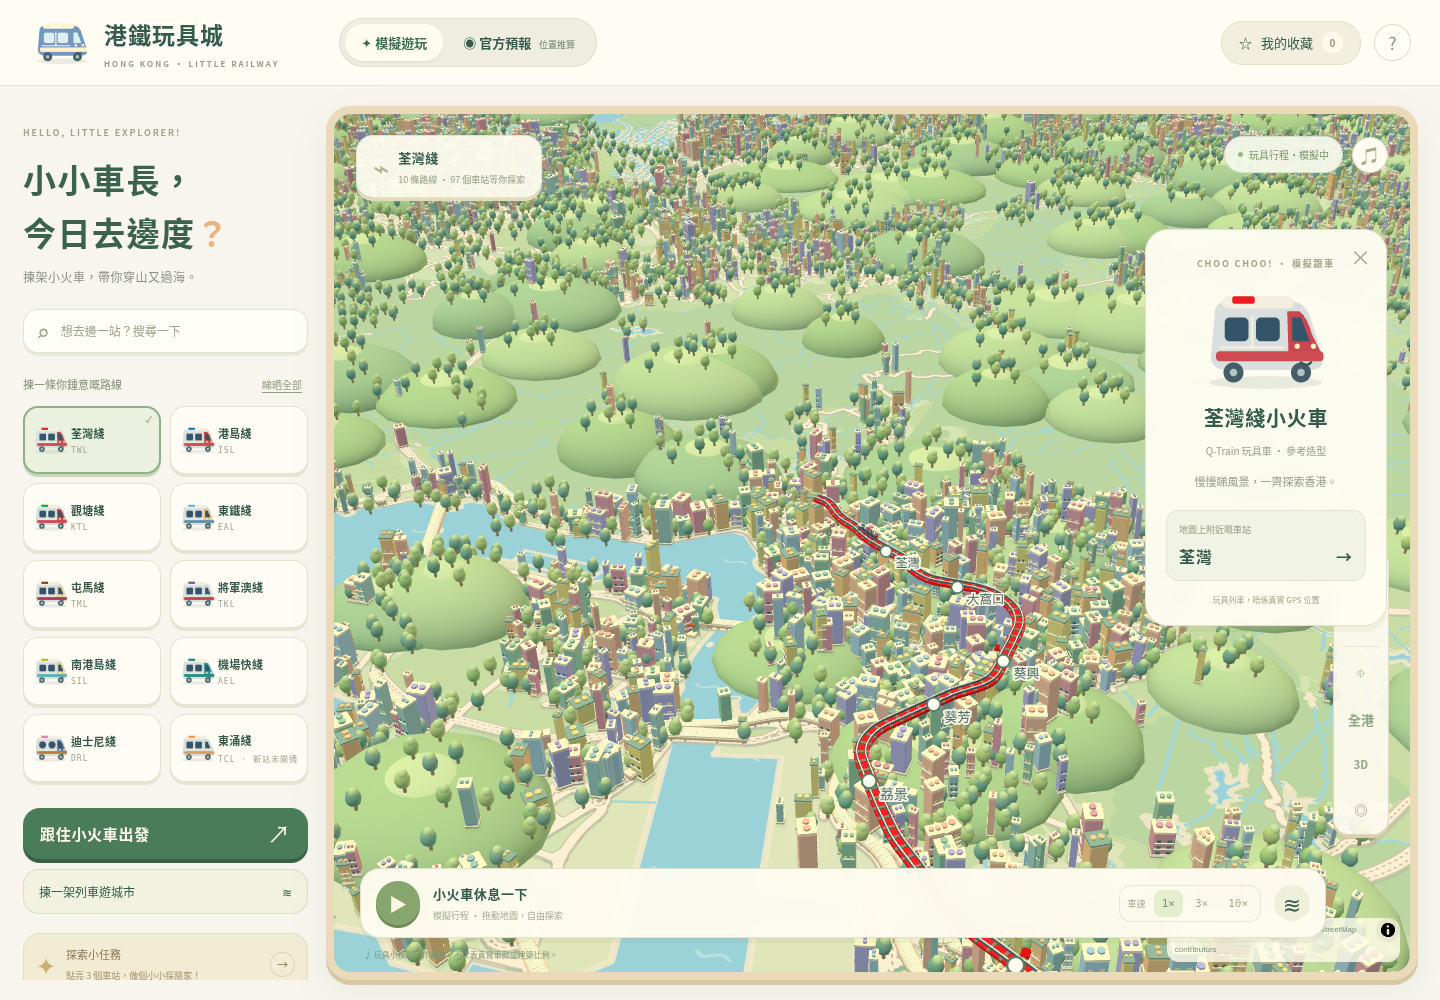 港鐵玩具城
HONG KONG · LITTLE RAILWAY
✦ 模擬遊玩
◉ 官方預報 位置推算
☆ 我的收藏 0
?
HELLO, LITTLE EXPLORER!
小小車長，
今日去邊度？
揀架小火車，帶你穿山又過海。
想去邊一站？搜尋一下
揀一條你鍾意嘅路線
睇晒全部
荃灣綫
TWL
✓
港島綫
ISL
觀塘綫
KTL
東鐵綫
EAL
屯馬綫
TML
將軍澳綫
TKL
南港島綫
SIL
機場快綫
AEL
迪士尼綫
DRL
東涌綫
TCL · 新站未開通
跟住小火車出發
揀一架列車遊城市
探索小任務
點亮 3 個車站，做個小小探險家！
荃灣綫
10 條路線 · 97 個車站等你探索
玩具行程 · 模擬中
CHOO CHOO! · 模擬跟車
荃灣綫小火車
Q-Train 玩具車 · 參考造型
慢慢睇風景，一齊探索香港。
地圖上附近嘅車站
荃灣
玩具列車，唔係真實 GPS 位置
荃灣
大窩口
葵興
葵芳
荔景
全港
3D
小火車休息一下
模擬行程 · 拖動地圖，自由探索
車速 1× 3× 10×
StreetMap
contributors